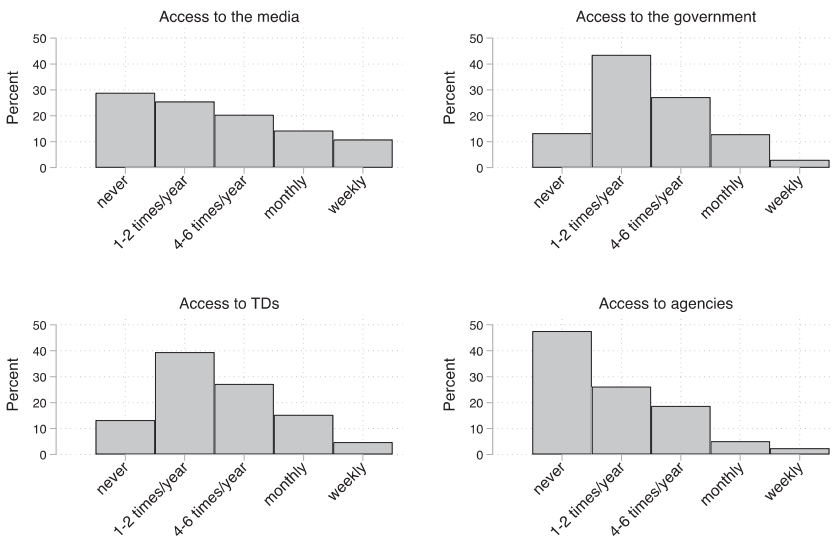 Access to the media
Percent
50
40
30
20
10
0
never
1-2 times/year
4-6 times/year
monthly
weekly
Access to the government
Percent
50
40
30
20
10
0
never
1-2 times/year
4-6 times/year
monthly
weekly
Access to TDs
Percent
50
40
30
20
10
0
never
1-2 times/year
4-6 times/year
monthly
weekly
Access to agencies
Percent
50
40
30
20
10
0
never
1-2 times/year
4-6 times/year
monthly
weekly